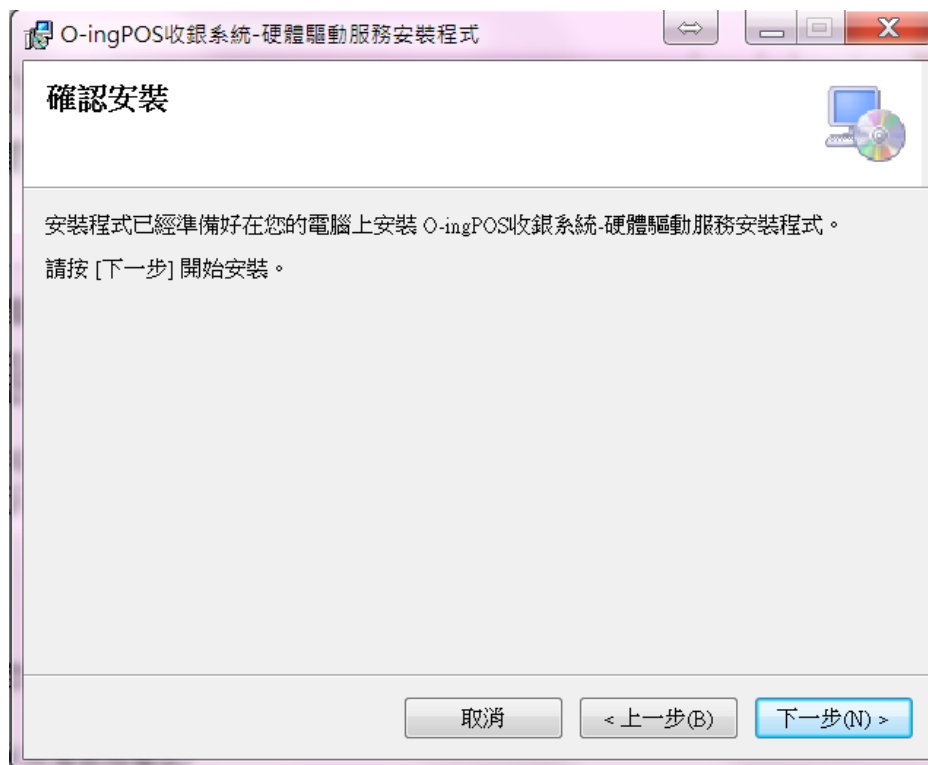 O-ingPOS收銀系統-硬體驅動服務安裝程式
確認安裝
安裝程式已經準備好在您的電腦上安裝 O-ingPOS收銀系統-硬體驅動服務安裝程式。
請按 [下一步] 開始安裝。
取消
< 上一步(B)
下一步(N) >